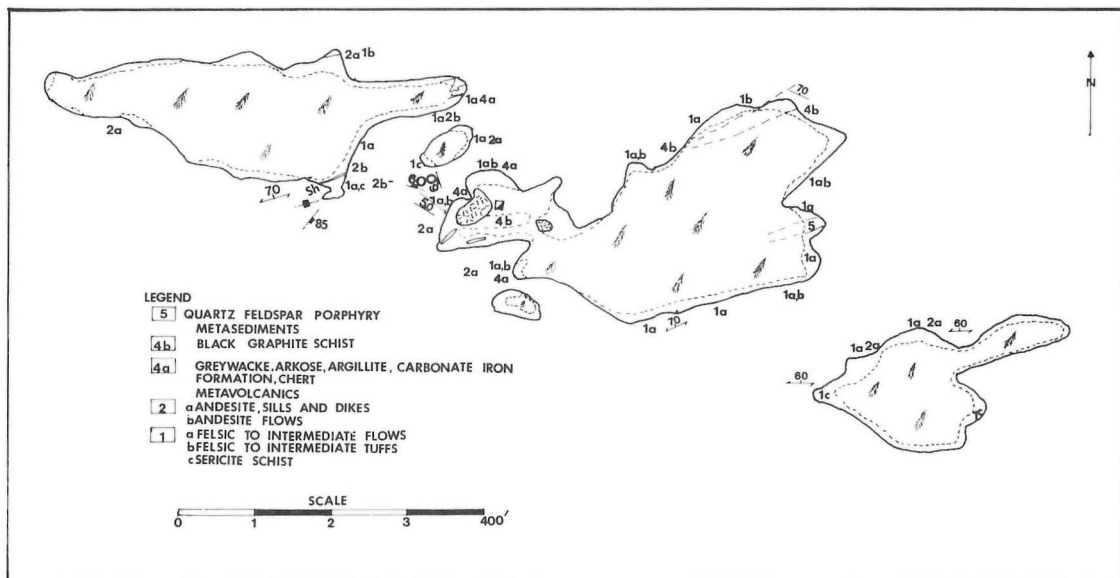 N
2a 1b
1a 4a
1a 2b
2a
1a
1a 2a
1c
2b
1a,c
2b-
70
Sh
85
1ab
4a
4a
1a,b
4b
2a
2a
1a,b
4a
1a,b
4b
1a
1b
70
4b
1ab
1a
5
1a
1a,b
1a
70
1a
1a 2a
60
1a 2a
60
1c
LEGEND
5 QUARTZ FELDSPAR PORPHYRY
METASEDIMENTS
4b BLACK GRAPHITE SCHIST
4a GREYWACKE, ARKOSE, ARGILLITE, CARBONATE IRON
FORMATION, CHERT
METAVOLCANICS
2 a ANDESITE, SILLS AND DIKES
b ANDESITE FLOWS
1 a FELSIC TO INTERMEDIATE FLOWS
b FELSIC TO INTERMEDIATE TUFFS
c SERICITE SCHIST
SCALE
0 1 2 3 400'